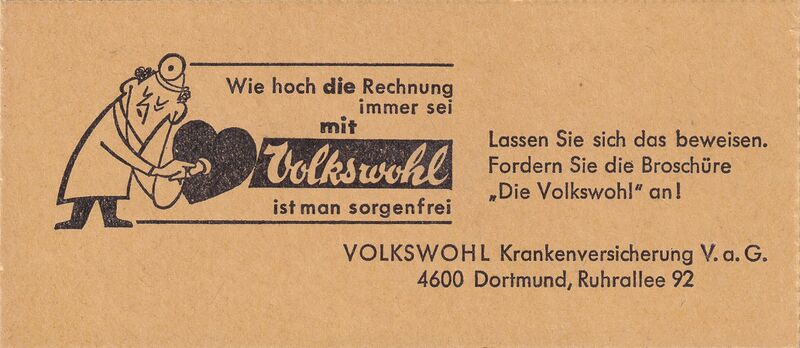 Wie hoch die Rechnung
immer sei
mit
Volkswohl
ist man sorgenfrei
Lassen Sie sich das beweisen.
Fordern Sie die Broschüre
„Die Volkswohl" an!
VOLKSWOHL Krankenversicherung V. a. G.
4600 Dortmund, Ruhrallee 92